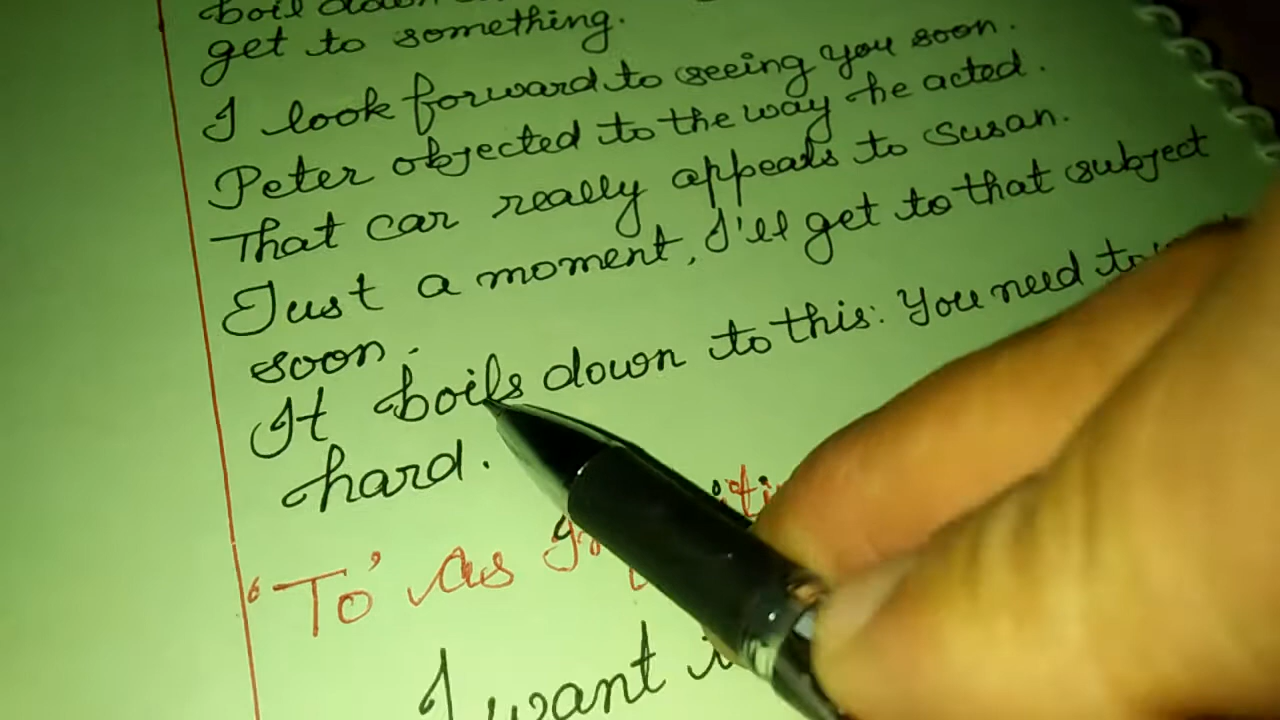 boil down
get to something.
I look forward to seeing you soon.
Peter objected to the way he acted.
That car really appeals to Susan.
Just a moment, I'll get to that subject
soon.
It boils down to this: You need to
hard.
'To' as
I want